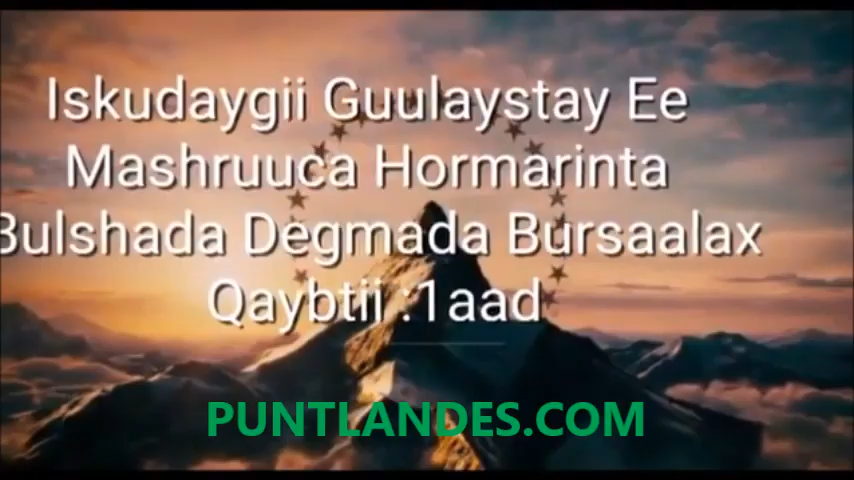 Iskudaygii Guulaystay Ee
Mashruuca Hormarinta
Bulshada Degmada Bursaalax
Qaybtii :1aad
PUNTLANDES.COM